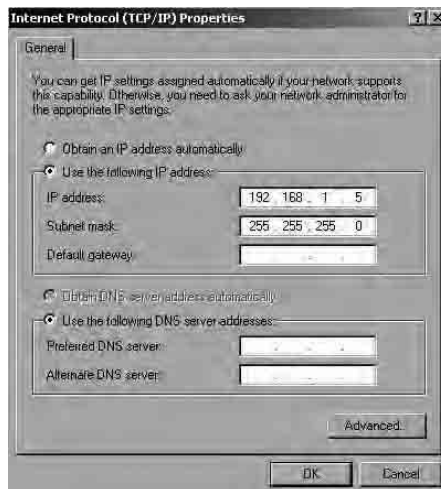 Internet Protocol (TCP/IP) Properties
General
You can get IP settings assigned automatically if your network supports
this capability. Otherwise, you need to ask your network administrator for
the appropriate IP settings.
Obtain an IP address automatically
Use the following IP address:
IP address: 192 . 168 . 1 . 5
Subnet mask: 255 . 255 . 255 . 0
Default gateway: . . .
Obtain DNS server address automatically
Use the following DNS server addresses:
Preferred DNS server: . . .
Alternate DNS server: . . .
Advanced...
OK Cancel